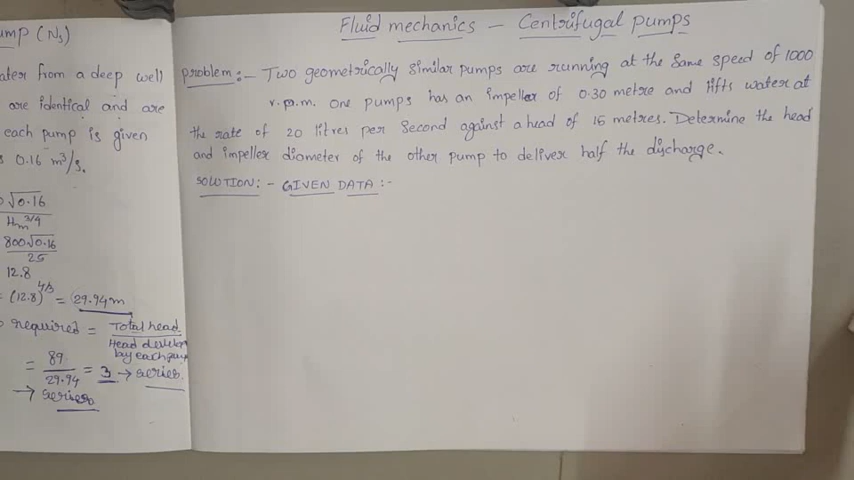 ump (Ns)
ater from a deep well
are identical and are
each pump is given
0.16 m³/s.
√0.16
Hm^3/4
800√0.16
25
12.8
= (12.8)^4/3 = 29.94m
required = Total head
Head develop
by each pump
= 89 / 29.94 = 3 → series.
→ series
Fluid mechanics - Centrifugal pumps
problem:- Two geometrically similar pumps are running at the same speed of 1000
r.p.m. One pumps has an impeller of 0.30 metre and lifts water at
the rate of 20 litres per second against a head of 15 metres. Determine the head
and impeller diameter of the other pump to deliver half the discharge.
SOLUTION:- GIVEN DATA:-